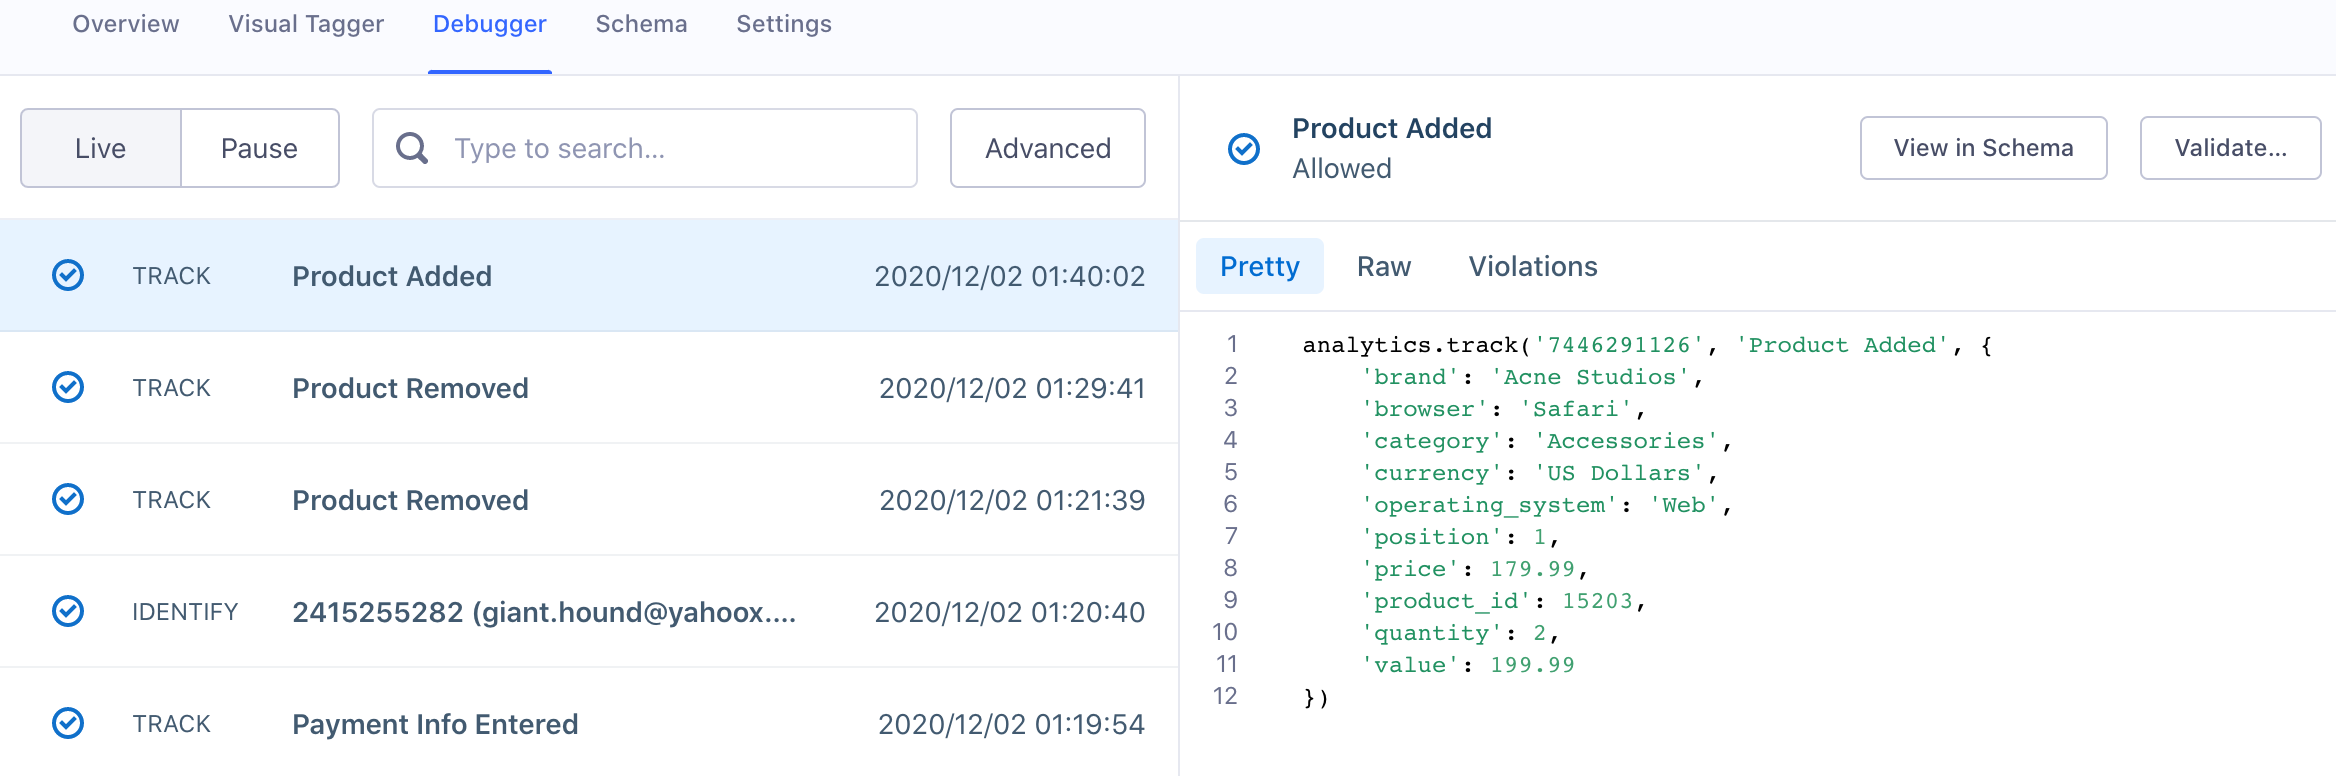 Overview Visual Tagger Debugger Schema Settings
Live Pause Type to search... Advanced
TRACK Product Added 2020/12/02 01:40:02
TRACK Product Removed 2020/12/02 01:29:41
TRACK Product Removed 2020/12/02 01:21:39
IDENTIFY 2415255282 (giant.hound@yahoox.... 2020/12/02 01:20:40
TRACK Payment Info Entered 2020/12/02 01:19:54
Product Added
Allowed
View in Schema Validate...
Pretty Raw Violations
1 analytics.track('7446291126', 'Product Added', {
2 'brand': 'Acne Studios',
3 'browser': 'Safari',
4 'category': 'Accessories',
5 'currency': 'US Dollars',
6 'operating_system': 'Web',
7 'position': 1,
8 'price': 179.99,
9 'product_id': 15203,
10 'quantity': 2,
11 'value': 199.99
12 })